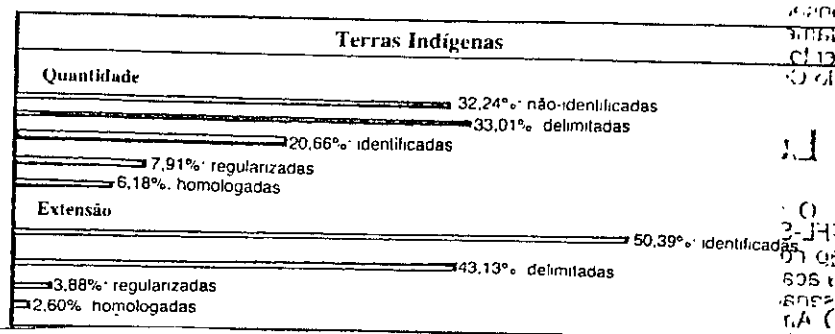 Terras Indígenas
Quantidade
32,24% não-identificadas
33,01% delimitadas
20,66% identificadas
7,91% regularizadas
6,18%. homologadas
Extensão
50,39% identificadas
43,13% delimitadas
3,88% regularizadas
2,60% homologadas